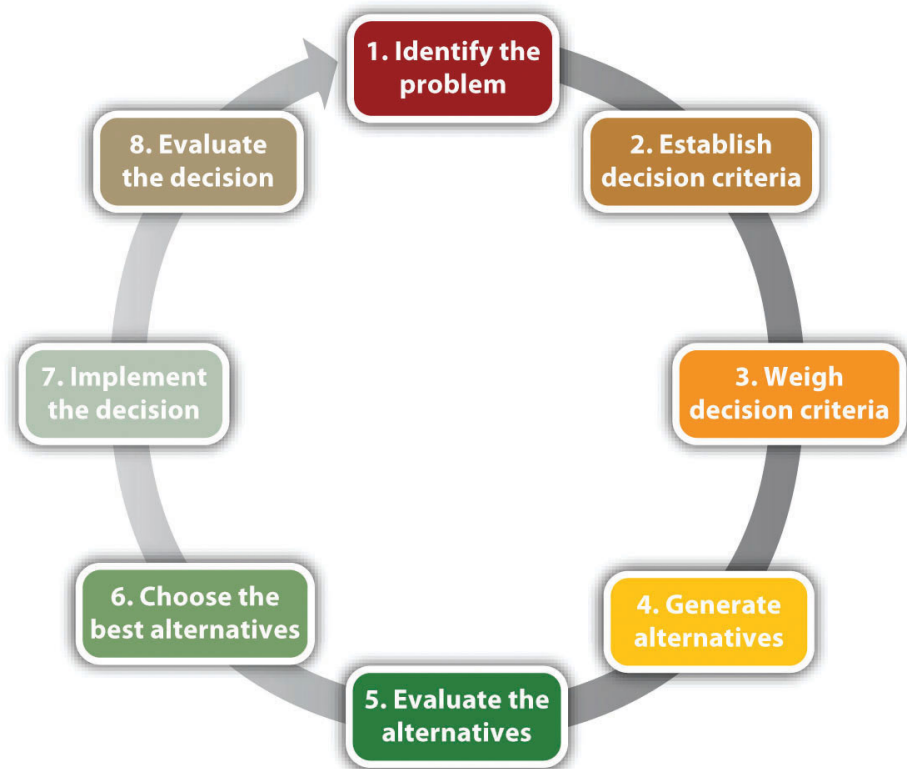 1. Identify the
problem
2. Establish
decision criteria
3. Weigh
decision criteria
4. Generate
alternatives
5. Evaluate the
alternatives
6. Choose the
best alternatives
7. Implement
the decision
8. Evaluate
the decision